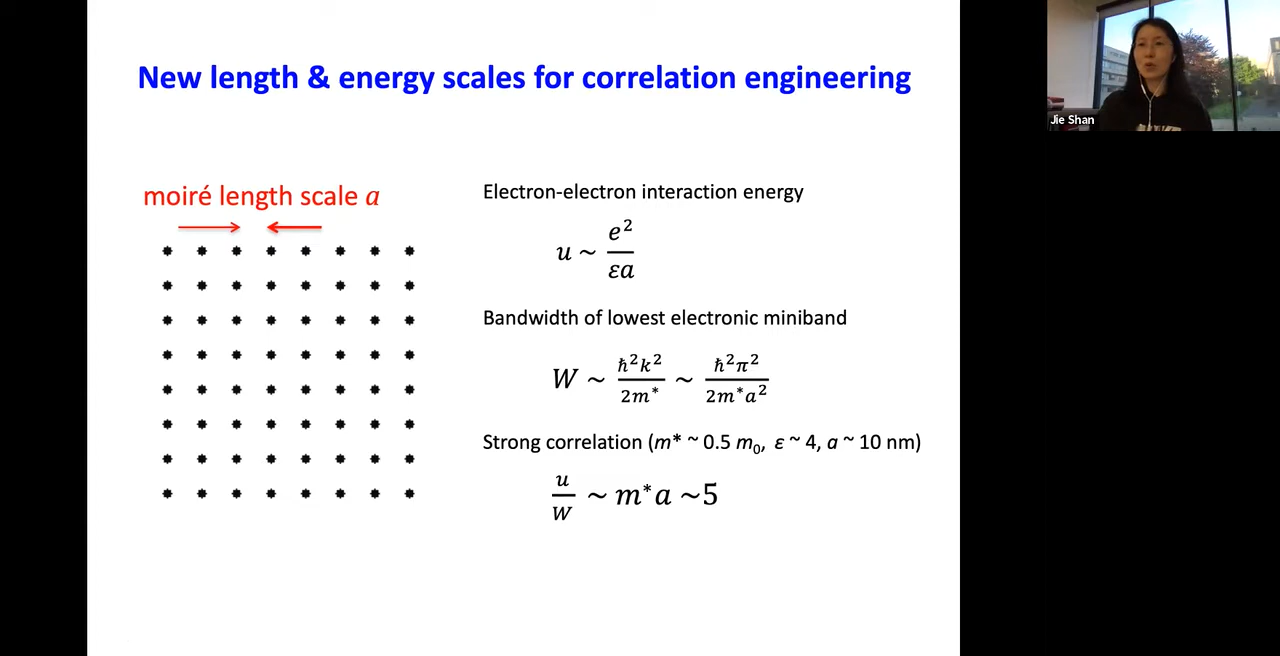 New length & energy scales for correlation engineering
Jie Shan
moiré length scale a
Electron-electron interaction energy
u ~ e² / εa
Bandwidth of lowest electronic miniband
W ~ ħ²k² / 2m* ~ ħ²π² / 2m*a²
Strong correlation (m* ~ 0.5 m₀, ε ~ 4, a ~ 10 nm)
u / W ~ m*a ~5